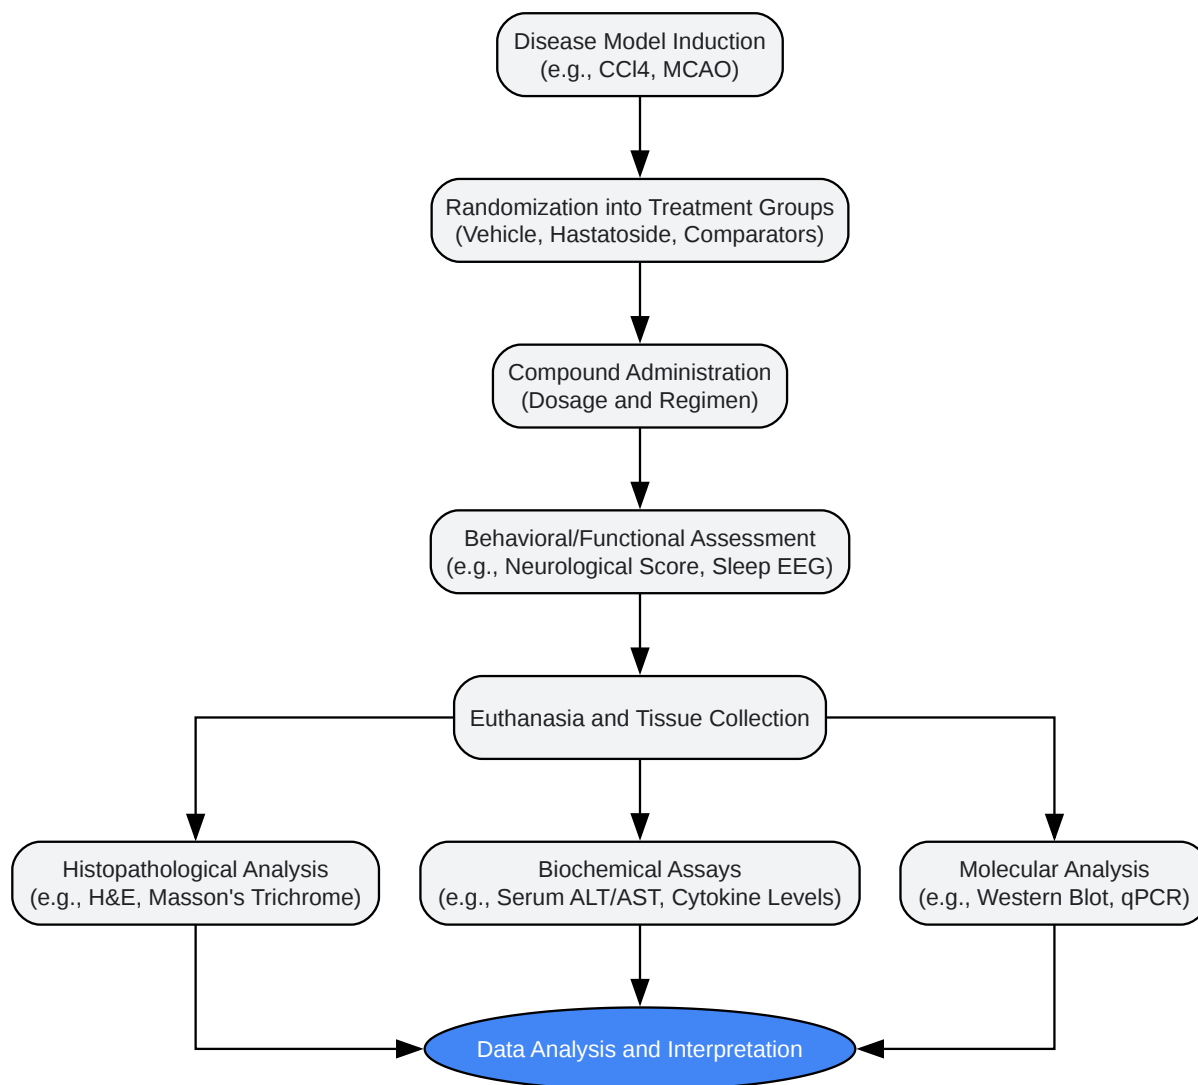 Disease Model Induction
(e.g., CCl4, MCAO)
Randomization into Treatment Groups
(Vehicle, Hastatoside, Comparators)
Compound Administration
(Dosage and Regimen)
Behavioral/Functional Assessment
(e.g., Neurological Score, Sleep EEG)
Euthanasia and Tissue Collection
Histopathological Analysis
(e.g., H&E, Masson's Trichrome)
Biochemical Assays
(e.g., Serum ALT/AST, Cytokine Levels)
Molecular Analysis
(e.g., Western Blot, qPCR)
Data Analysis and Interpretation